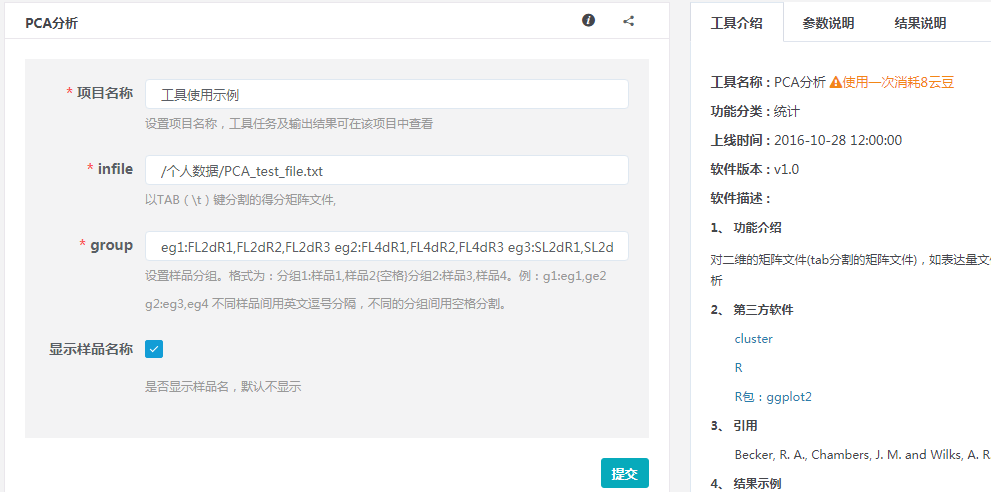 PCA分析
* 项目名称
工具使用示例
设置项目名称，工具任务及输出结果可在该项目中查看
* infile
/个人数据/PCA_test_file.txt
以TAB（\t）键分割的得分矩阵文件,
* group
eg1:FL2dR1,FL2dR2,FL2dR3 eg2:FL4dR1,FL4dR2,FL4dR3 eg3:SL2dR1,SL2d
设置样品分组。格式为：分组1:样品1,样品2{空格}分组2:样品3,样品4。例：g1:eg1,ge2
g2:eg3,eg4 不同样品间用英文逗号分隔，不同的分组间用空格分割。
显示样品名称
是否显示样品名，默认不显示
提交
工具介绍 参数说明 结果说明
工具名称：PCA分析 使用一次消耗8云豆
功能分类：统计
上线时间：2016-10-28 12:00:00
软件版本：v1.0
软件描述：
1、 功能介绍
对二维的矩阵文件(tab分割的矩阵文件)，如表达量文
析
2、 第三方软件
cluster
R
R包：ggplot2
3、 引用
Becker, R. A., Chambers, J. M. and Wilks, A. R
4、 结果示例